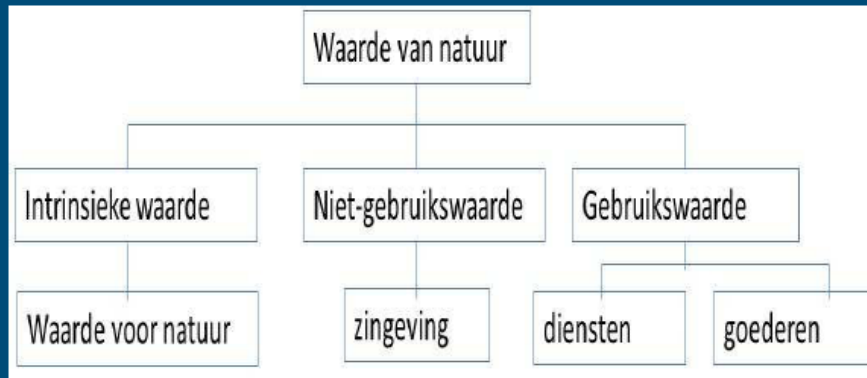 Waarde van natuur
Intrinsieke waarde
Niet-gebruikswaarde
Gebruikswaarde
Waarde voor natuur
zingeving
diensten
goederen